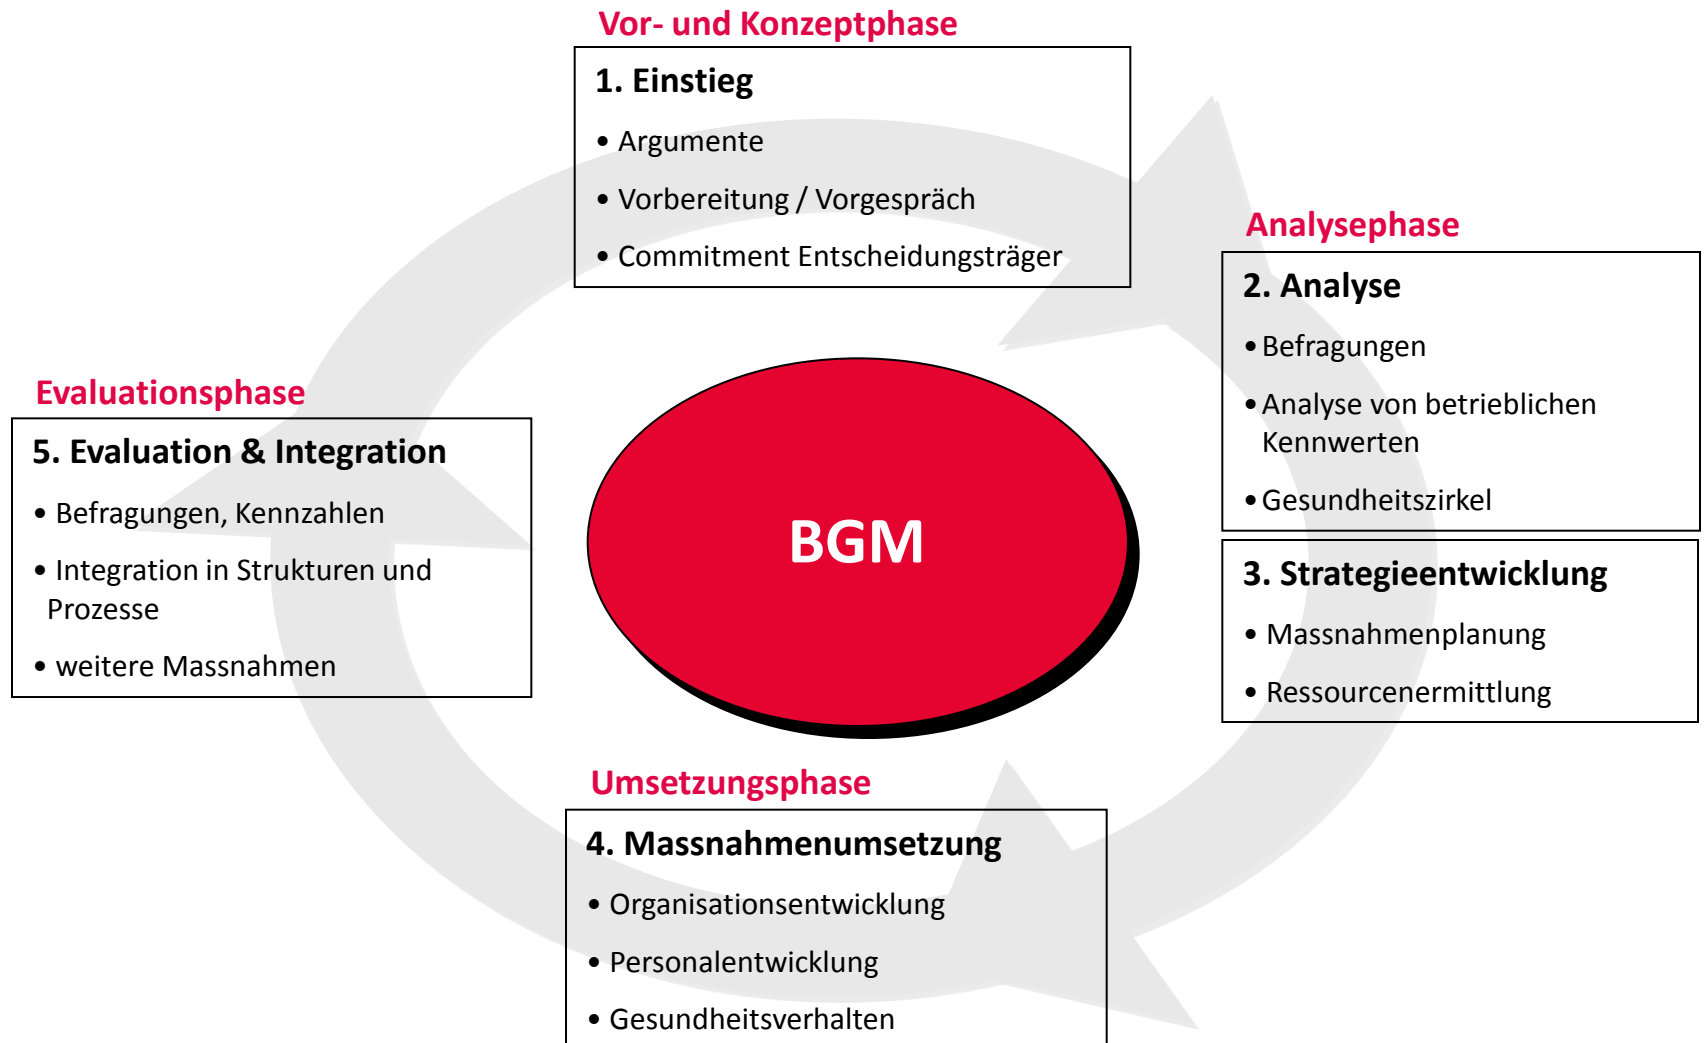 Vor- und Konzeptphase
1. Einstieg
• Argumente
• Vorbereitung / Vorgespräch
• Commitment Entscheidungsträger
Analysephase
2. Analyse
• Befragungen
• Analyse von betrieblichen
Kennwerten
• Gesundheitszirkel
3. Strategieentwicklung
• Massnahmenplanung
• Ressourcenermittlung
Umsetzungsphase
4. Massnahmenumsetzung
• Organisationsentwicklung
• Personalentwicklung
• Gesundheitsverhalten
Evaluationsphase
5. Evaluation & Integration
• Befragungen, Kennzahlen
• Integration in Strukturen und
Prozesse
• weitere Massnahmen
BGM